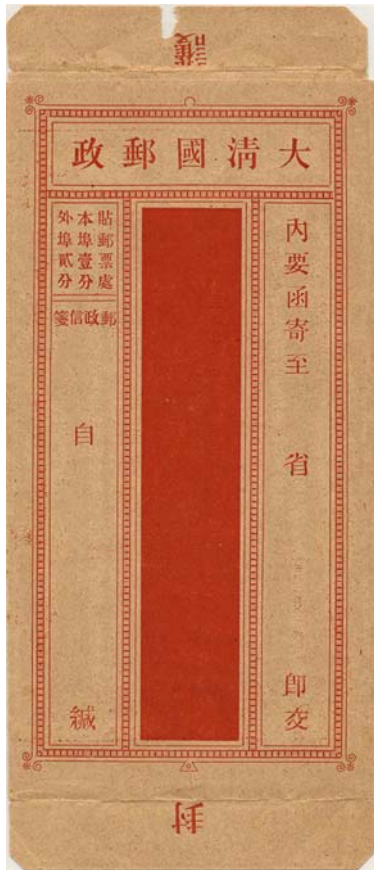 護
大清國郵政
內要函寄至 省 即交
貼郵票處
本埠壹分
外埠貳分
郵政信箋
自 緘
封